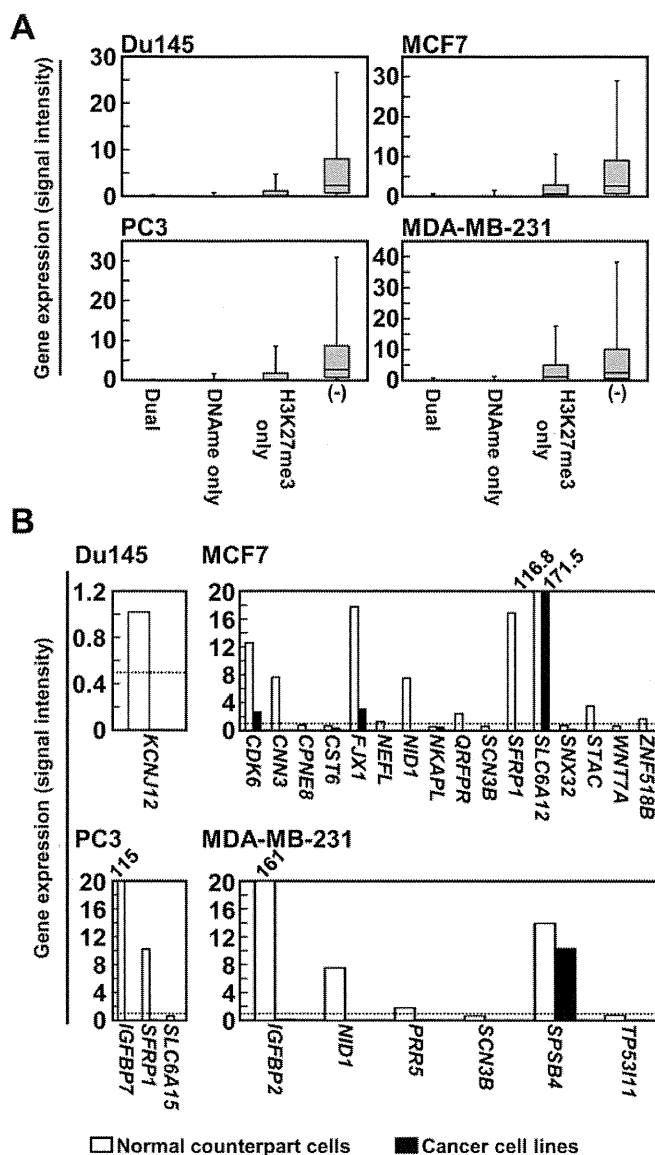 A
Gene expression (signal intensity)
Du145
30
20
10
0
MCF7
30
20
10
0
PC3
30
20
10
0
MDA-MB-231
40
30
20
10
0
Dual
DNAme only
H3K27me3 only
(-)
Dual
DNAme only
H3K27me3 only
(-)
B
Gene expression (signal intensity)
Du145
1.2
0.8
0.4
0
KCNJ12
MCF7
116.8
171.5
20
16
12
8
4
0
CDK6
CNN3
CPNE8
CST6
FJX1
NEFL
NID1
NKAPL
QRFPR
SCN3B
SFRP1
SLC6A12
SNX32
STAC
WNT7A
ZNF518B
PC3
115
20
16
12
8
4
0
IGFBP7
SFRP1
SLC6A15
MDA-MB-231
161
20
16
12
8
4
0
IGFBP2
NID1
PRR5
SCN3B
SPSB4
TP53I11
Normal counterpart cells
Cancer cell lines